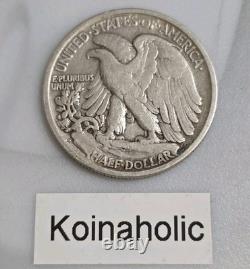 UNITED·STATES·OF·AMERICA
E·PLURIBUS
UNUM
HALF·DOLLAR
Koinaholic